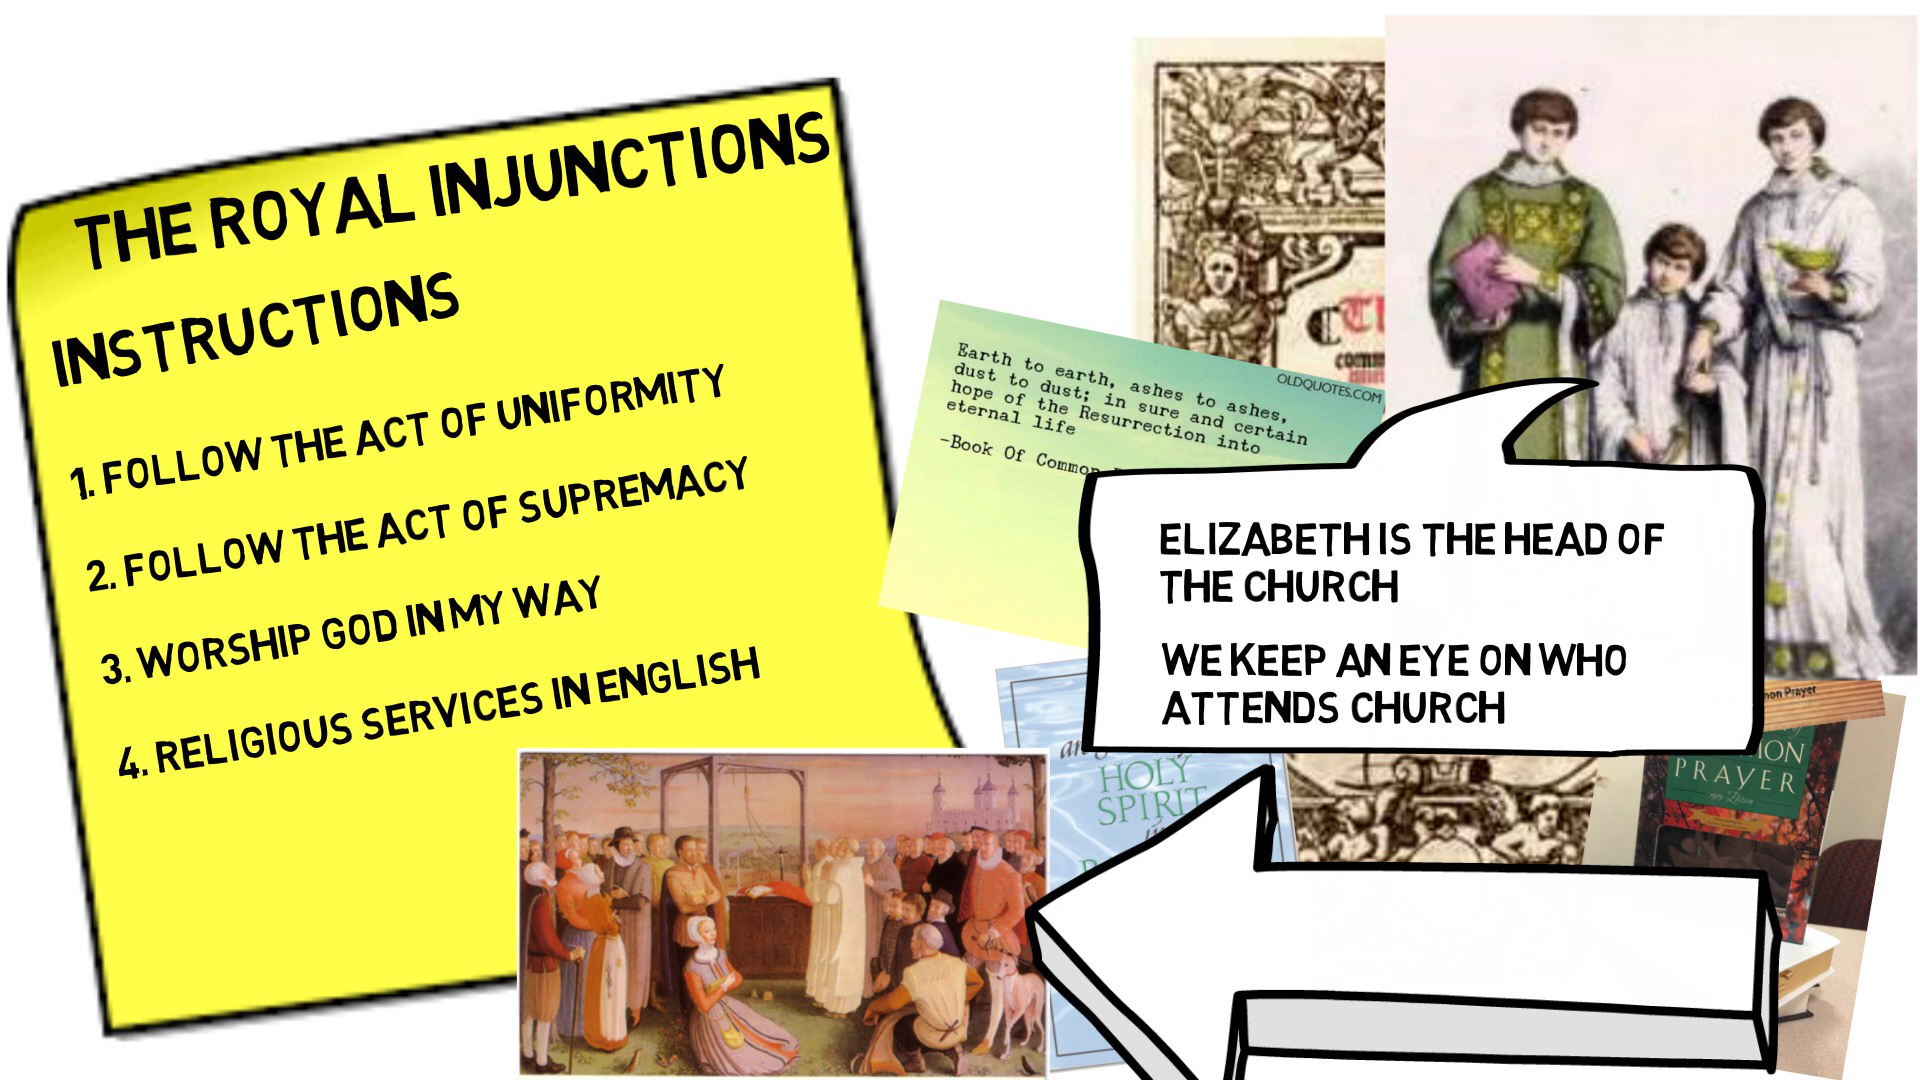 THE ROYAL INJUNCTIONS
INSTRUCTIONS
1. FOLLOW THE ACT OF UNIFORMITY
2. FOLLOW THE ACT OF SUPREMACY
3. WORSHIP GOD IN MY WAY
4. RELIGIOUS SERVICES IN ENGLISH
OLDQUOTES.COM
Earth to earth, ashes to ashes,
dust to dust; in sure and certain
hope of the Resurrection into
eternal life
-Book Of Common
ELIZABETH IS THE HEAD OF
THE CHURCH
WE KEEP AN EYE ON WHO
ATTENDS CHURCH
HOLY
SPIRIT
Prayer
PRAYER